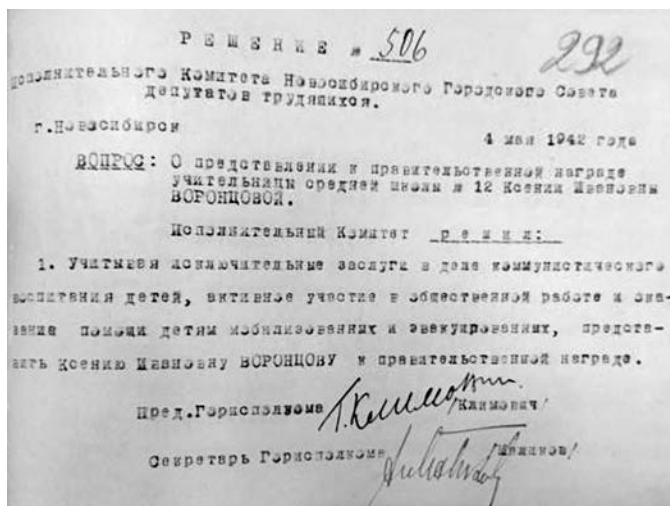 РЕШЕНИЕ № 506
292
Исполнительного Комитета Новосибирского Городского Совета
депутатов трудящихся.
г.Новосибирск
4 мая 1942 года
ВОПРОС: О представлении к правительственной награде
учительницы средней школы № 12 Ксении Ивановны
ВОРОНЦОВОЙ.
Исполнительный Комитет решил:
1. Учитывая исключительные заслуги в деле коммунистического
воспитания детей, активное участие в общественной работе и ока-
зание помощи детям мобилизованных и эвакуированных, предста-
вить Ксению Ивановну ВОРОНЦОВУ к правительственной награде.
Пред.Горисполкома /Климович/
Секретарь Горисполкома /Маликов/